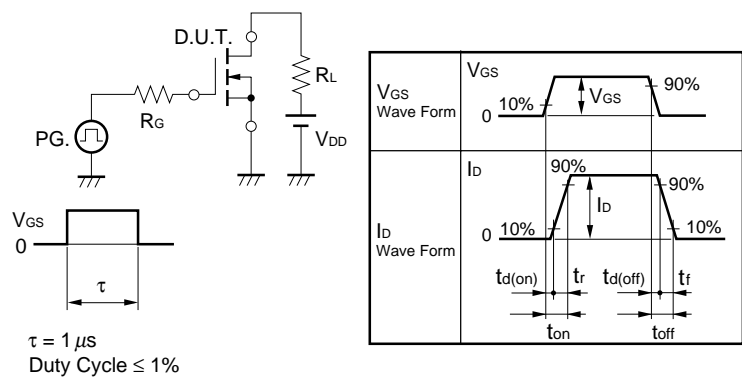 D.U.T.
RL
RG
PG.
VDD
VGS
0
τ
τ = 1 μs
Duty Cycle ≤ 1%
VGS
Wave Form
VGS
90%
VGS
10%
0
ID
Wave Form
ID
90%
90%
ID
10%
0
10%
td(on)
tr
td(off)
tf
ton
toff